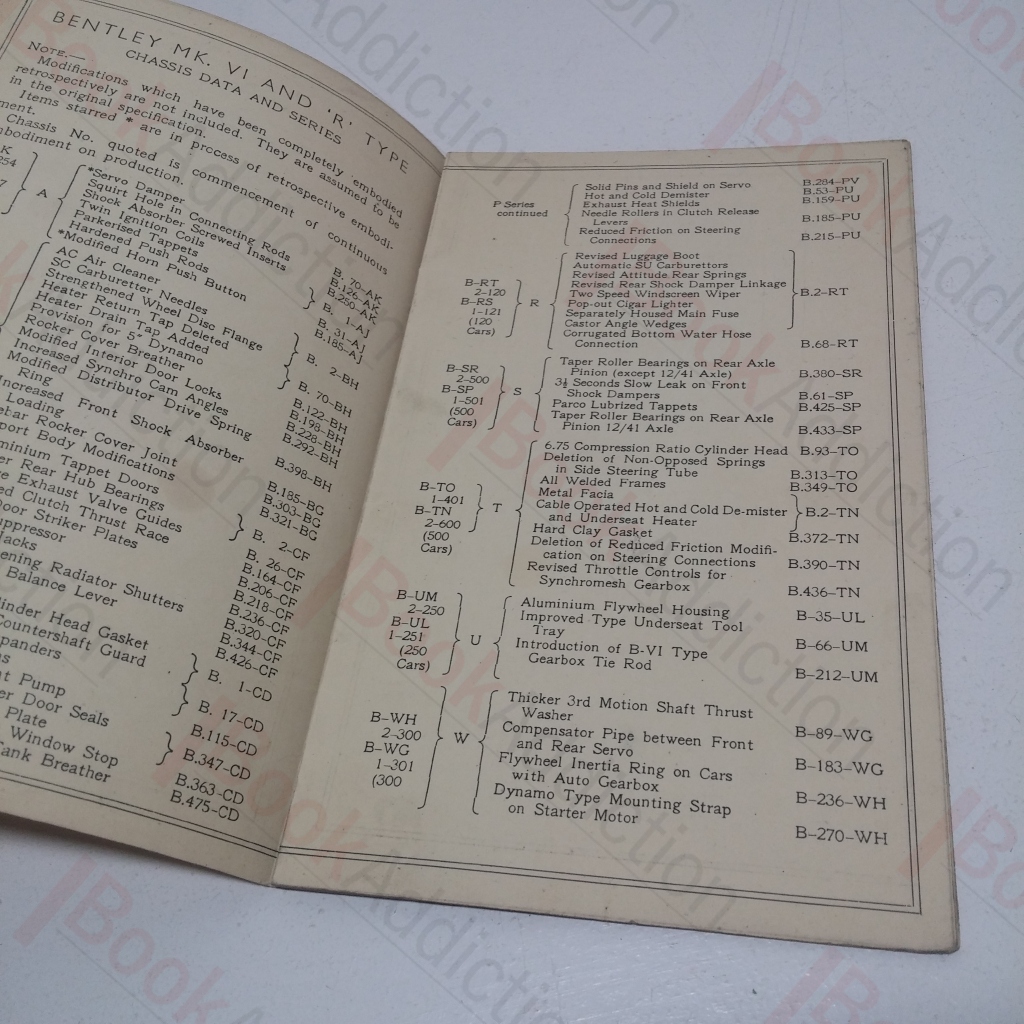 BENTLEY MK. VI AND 'R' TYPE
CHASSIS DATA AND SERIES
NOTE.—
Modifications which have been completely embodied
retrospectively are not included. They are assumed to be
in the original specification.
Items starred * are in process of retrospective embodi-
ment.
Chassis No. quoted is commencement of continuous
embodiment on production.
A
*Servo Damper
Squirt Hole in Connecting Rods
Shock Absorber Screwed Inserts
Twin Ignition Coils
Parkerised Tappets
Hardened Push Rods
*Modified Horn Push Button
B. 70-AK
B.126-AK
B.250-AK
B. 1-AJ
B. 31-AJ
B.185-AJ
AC Air Cleaner
SC Carburetter Needles
Strengthened Wheel Disc Flange
Heater Return Tap Deleted
Heater Drain Tap Added
Provision for 5" Dynamo
Rocker Cover Breather
Modified Interior Door Locks
Increased Synchro Cam Angles
Modified Distributor Drive Spring
Ring
Increased Front Shock Absorber
Loading
B. 2-BH
B. 70-BH
B.122-BH
B.198-BH
B.228-BH
B.292-BH
B.398-BH
Rocker Cover Joint
Body Modifications
Tappet Doors
Rear Hub Bearings
Exhaust Valve Guides
Clutch Thrust Race
Door Striker Plates
B.185-BG
B.303-BG
B.321-BG
B. 2-CF
B. 26-CF
B.164-CF
B.206-CF
B.218-CF
B.236-CF
B.320-CF
B.344-CF
B.426-CF
Jacks
Radiator Shutters
Balance Lever
Head Gasket
Countershaft Guard
Pump
Door Seals
Plate
Window Stop
Tank Breather
B. 1-CD
B. 17-CD
B.115-CD
B.347-CD
B.363-CD
B.475-CD
P Series
continued
Solid Pins and Shield on Servo B.284-PV
Hot and Cold Demister B.53-PU
Exhaust Heat Shields B.159-PU
Needle Rollers in Clutch Release
Levers B.185-PU
Reduced Friction on Steering
Connections B.215-PU
B-RT
2-120
B-RS
1-121
(120
Cars)
R
Revised Luggage Boot
Automatic SU Carburettors
Revised Attitude Rear Springs
Revised Rear Shock Damper Linkage
Two Speed Windscreen Wiper B.2-RT
Pop-out Cigar Lighter
Separately Housed Main Fuse
Castor Angle Wedges
Corrugated Bottom Water Hose
Connection B.68-RT
B-SR
2-500
B-SP
1-501
(500
Cars)
S
Taper Roller Bearings on Rear Axle
Pinion (except 12/41 Axle) B.380-SR
3½ Seconds Slow Leak on Front
Shock Dampers B.61-SP
Parco Lubrized Tappets B.425-SP
Taper Roller Bearings on Rear Axle
Pinion 12/41 Axle B.433-SP
B-TO
1-401
B-TN
2-600
(500
Cars)
T
6.75 Compression Ratio Cylinder Head B.93-TO
Deletion of Non-Opposed Springs
in Side Steering Tube B.313-TO
All Welded Frames B.349-TO
Metal Facia
Cable Operated Hot and Cold De-mister B.2-TN
and Underseat Heater
Hard Clay Gasket B.372-TN
Deletion of Reduced Friction Modifi-
cation on Steering Connections B.390-TN
Revised Throttle Controls for
Synchromesh Gearbox B.436-TN
B-UM
2-250
B-UL
1-251
(250
Cars)
U
Aluminium Flywheel Housing B-35-UL
Improved Type Underseat Tool
Tray B-66-UM
Introduction of B-VI Type
Gearbox Tie Rod B-212-UM
B-WH
2-300
B-WG
1-301
(300
W
Thicker 3rd Motion Shaft Thrust
Washer B-89-WG
Compensator Pipe between Front
and Rear Servo B-183-WG
Flywheel Inertia Ring on Cars
with Auto Gearbox B-236-WH
Dynamo Type Mounting Strap
on Starter Motor B-270-WH
BookAddiction